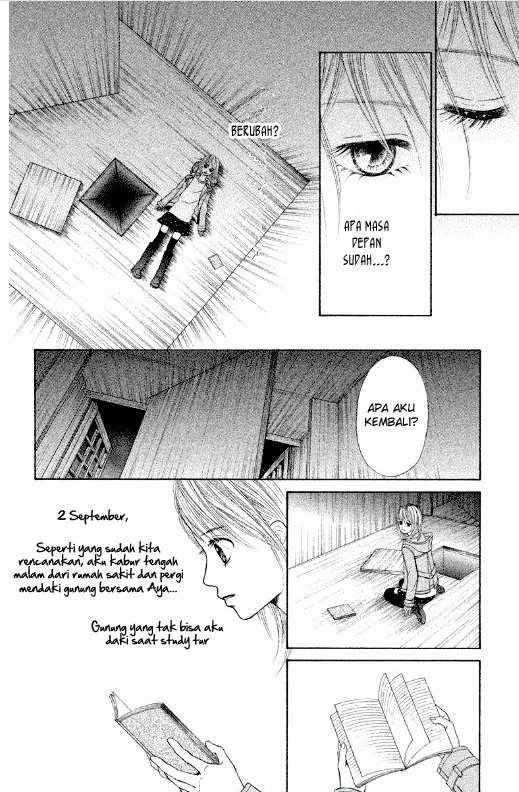 APA MASA
DEPAN
SUDAH...?
BERUBAH?
APA AKU
KEMBALI?
2 September,
Seperti yang sudah kita
rencanakan, aku kabur tengah
malam dari rumah sakit dan pergi
mendaki gunung bersama Aya...
Gunung yang tak bisa aku
daki saat study tur